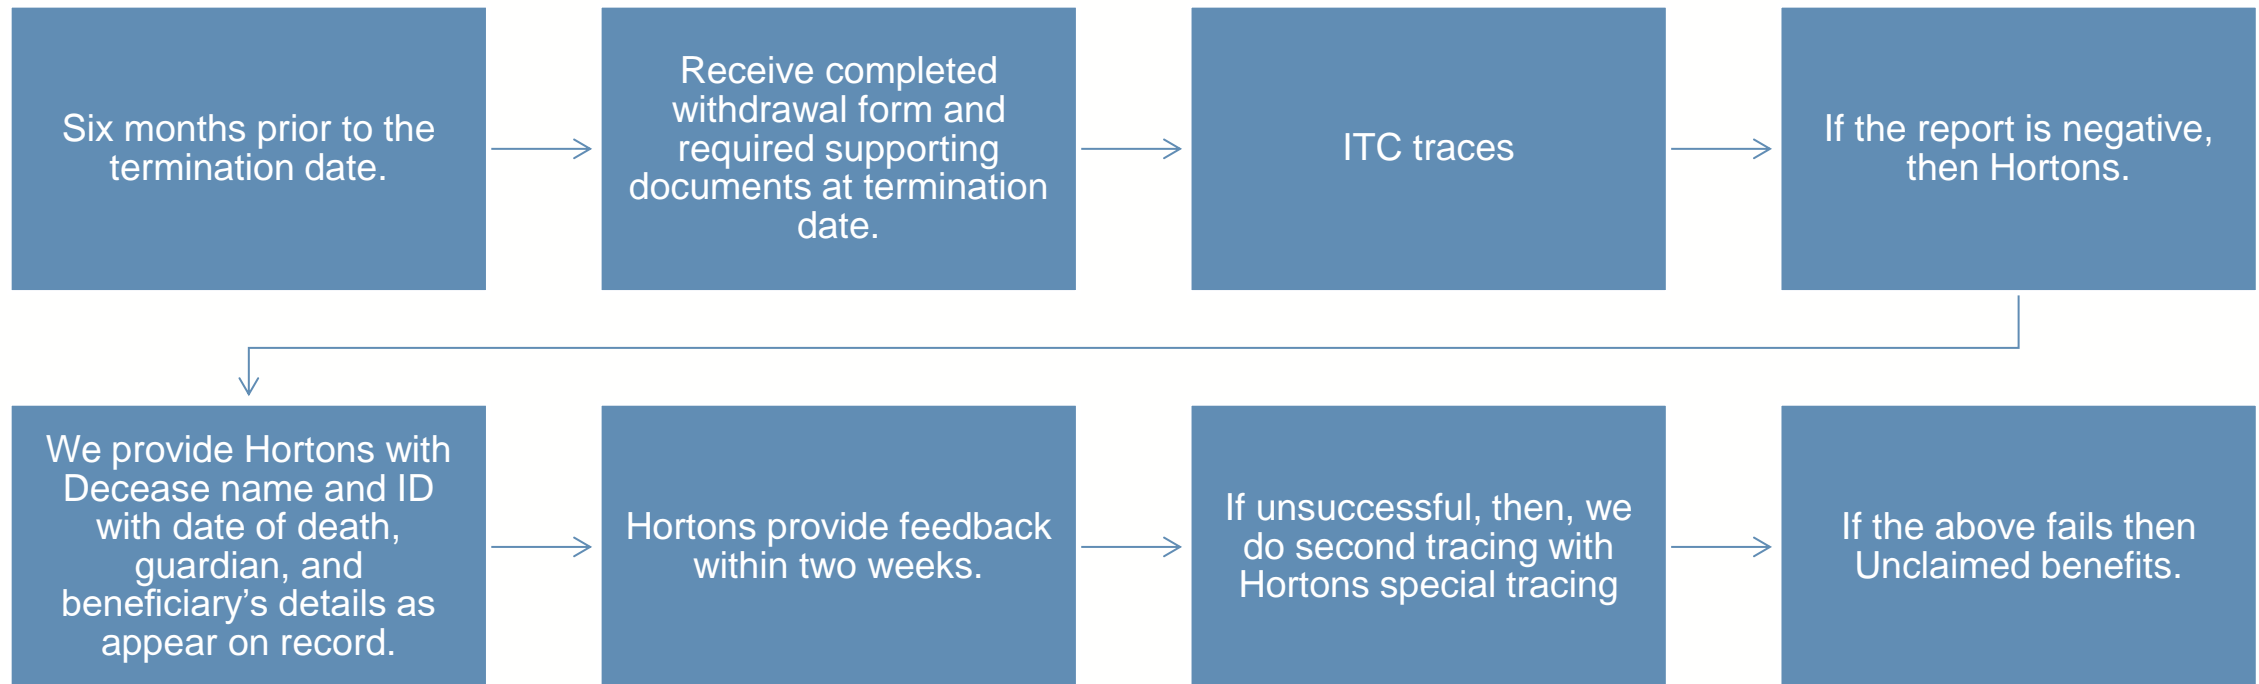 Six months prior to the
termination date.
Receive completed
withdrawal form and
required supporting
documents at termination
date.
ITC traces
If the report is negative,
then Hortons.
We provide Hortons with
Decease name and ID
with date of death,
guardian, and
beneficiary’s details as
appear on record.
Hortons provide feedback
within two weeks.
If unsuccessful, then, we
do second tracing with
Hortons special tracing
If the above fails then
Unclaimed benefits.